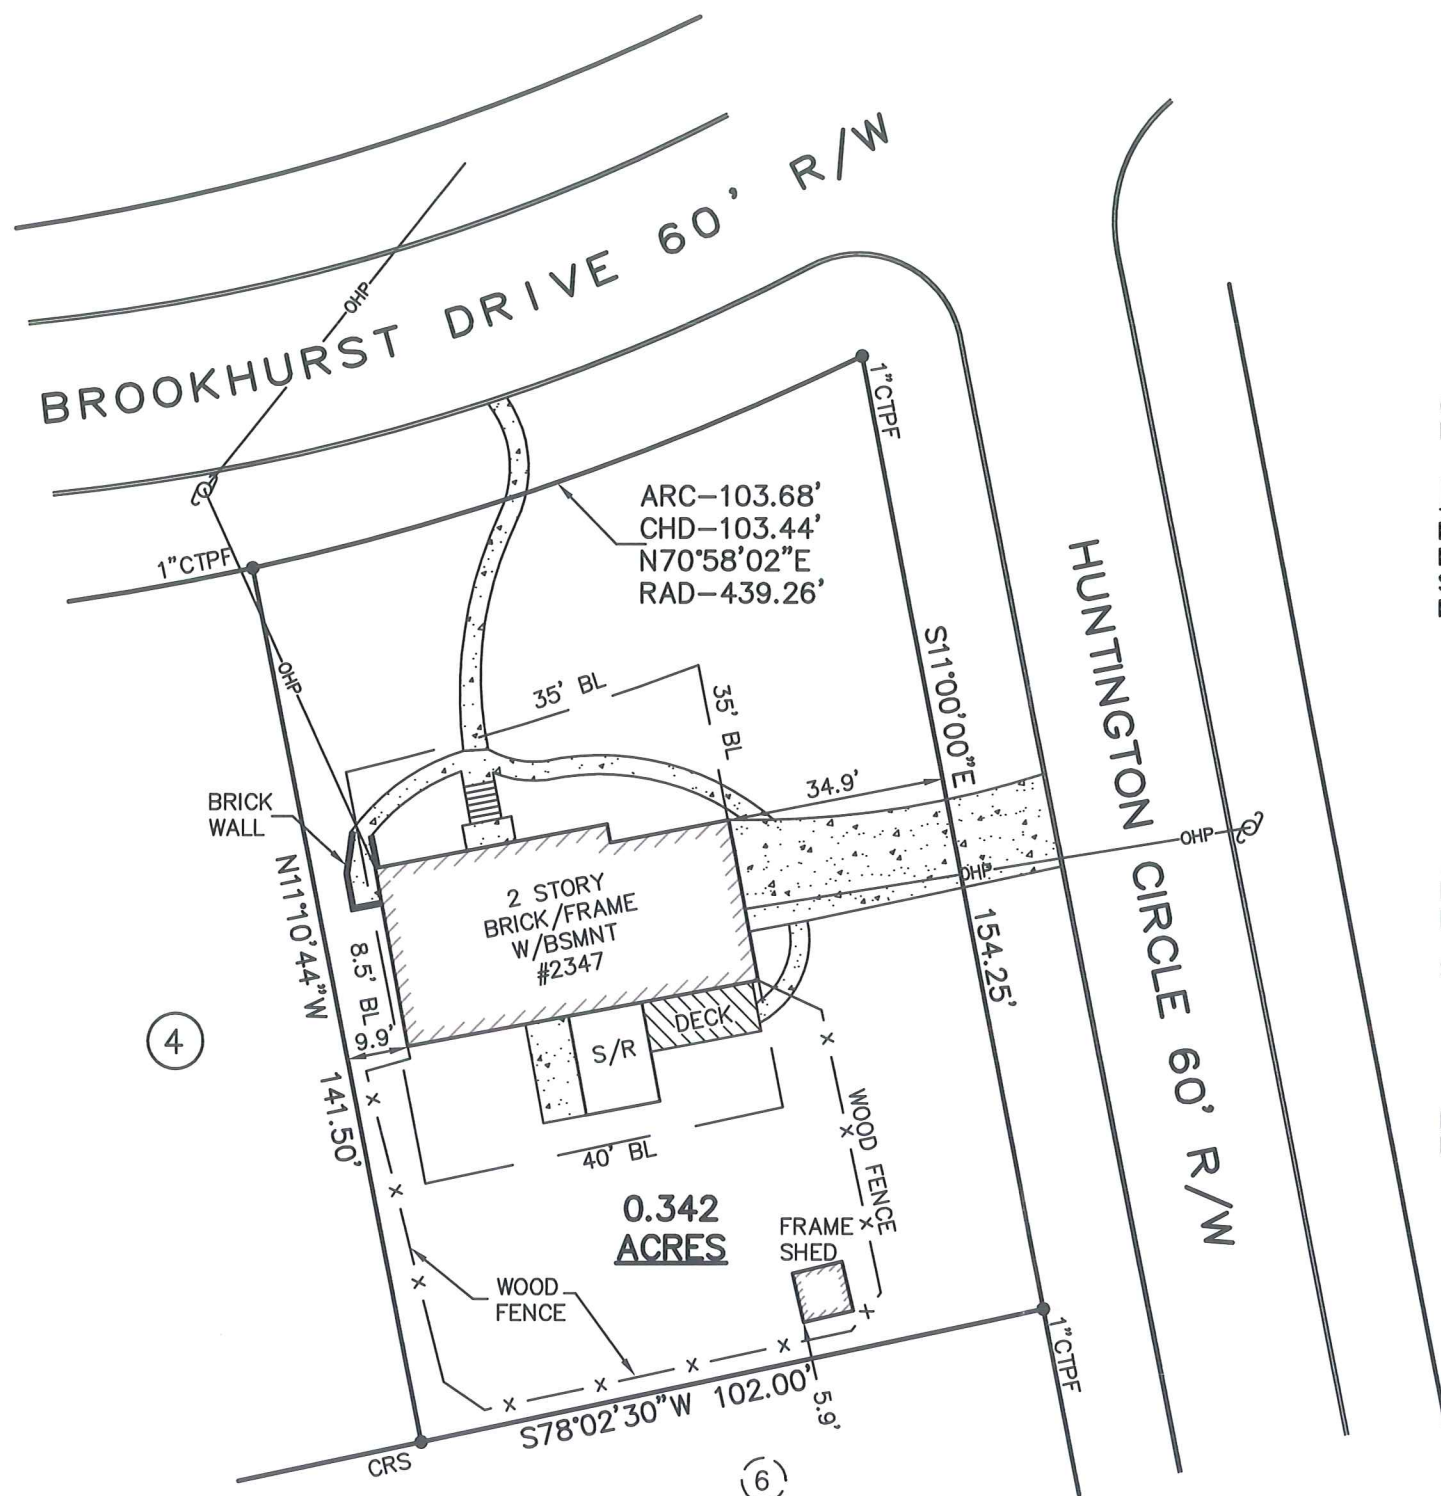 BROOKHURST DRIVE 60' R/W
OHP
1"CTPF
1"CTPF
ARC-103.68'
CHD-103.44'
N70°58'02"E
RAD-439.26'
OHP
35' BL
35' BL
S11°00'00"E
154.25'
HUNTINGTON CIRCLE 60' R/W
34.9'
BRICK
WALL
OHP
OHP
N11°10'44"W
141.50'
2 STORY
BRICK/FRAME
W/BSMNT
#2347
8.5' BL
9.9'
DECK
S/R
4
40' BL
WOOD FENCE
0.342
ACRES
FRAME
SHED
WOOD
FENCE
S78°02'30"W 102.00'
5.9'
1"CTPF
CRS
6